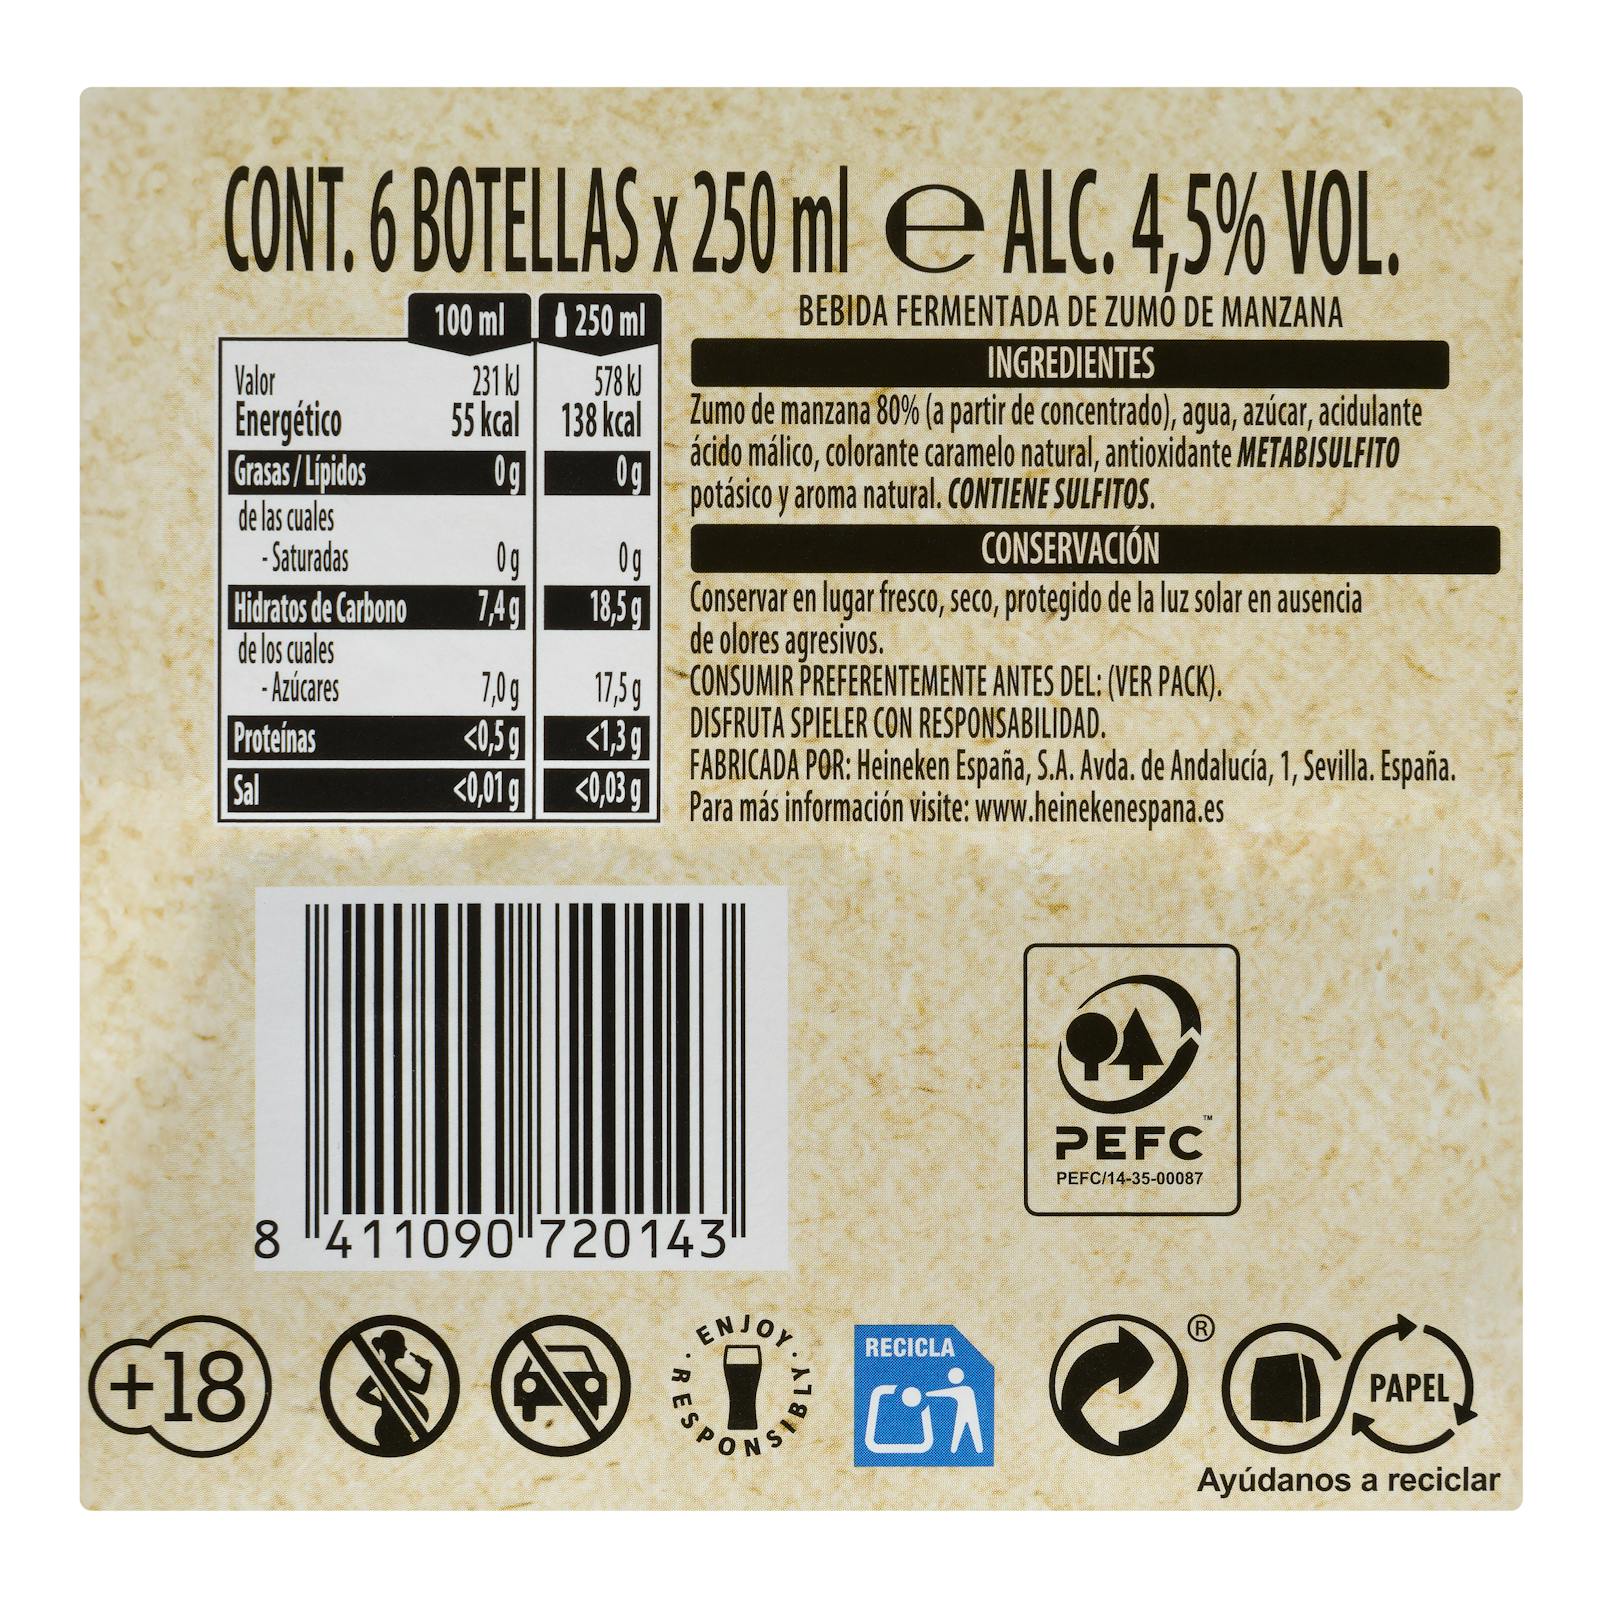 CONT. 6 BOTELLAS x 250 ml e ALC. 4,5% VOL.
100 ml 250 ml
Valor 231 kJ 578 kJ
Energético 55 kcal 138 kcal
Grasas / Lípidos 0 g 0 g
de las cuales
- Saturadas 0 g 0 g
Hidratos de Carbono 7,4 g 18,5 g
de los cuales
- Azúcares 7,0 g 17,5 g
Proteínas <0,5 g <1,3 g
Sal <0,01 g <0,03 g
BEBIDA FERMENTADA DE ZUMO DE MANZANA
INGREDIENTES
Zumo de manzana 80% (a partir de concentrado), agua, azúcar, acidulante
ácido málico, colorante caramelo natural, antioxidante METABISULFITO
potásico y aroma natural. CONTIENE SULFITOS.
CONSERVACIÓN
Conservar en lugar fresco, seco, protegido de la luz solar en ausencia
de olores agresivos.
CONSUMIR PREFERENTEMENTE ANTES DEL: (VER PACK).
DISFRUTA SPIELER CON RESPONSABILIDAD.
FABRICADA POR: Heineken España, S.A. Avda. de Andalucía, 1, Sevilla. España.
Para más información visite: www.heinekenespana.es
8 411090 720143
PEFC™
PEFC/14-35-00087
+18
ENJOY · RESPONSIBLY ·
RECICLA
®
PAPEL
Ayúdanos a reciclar